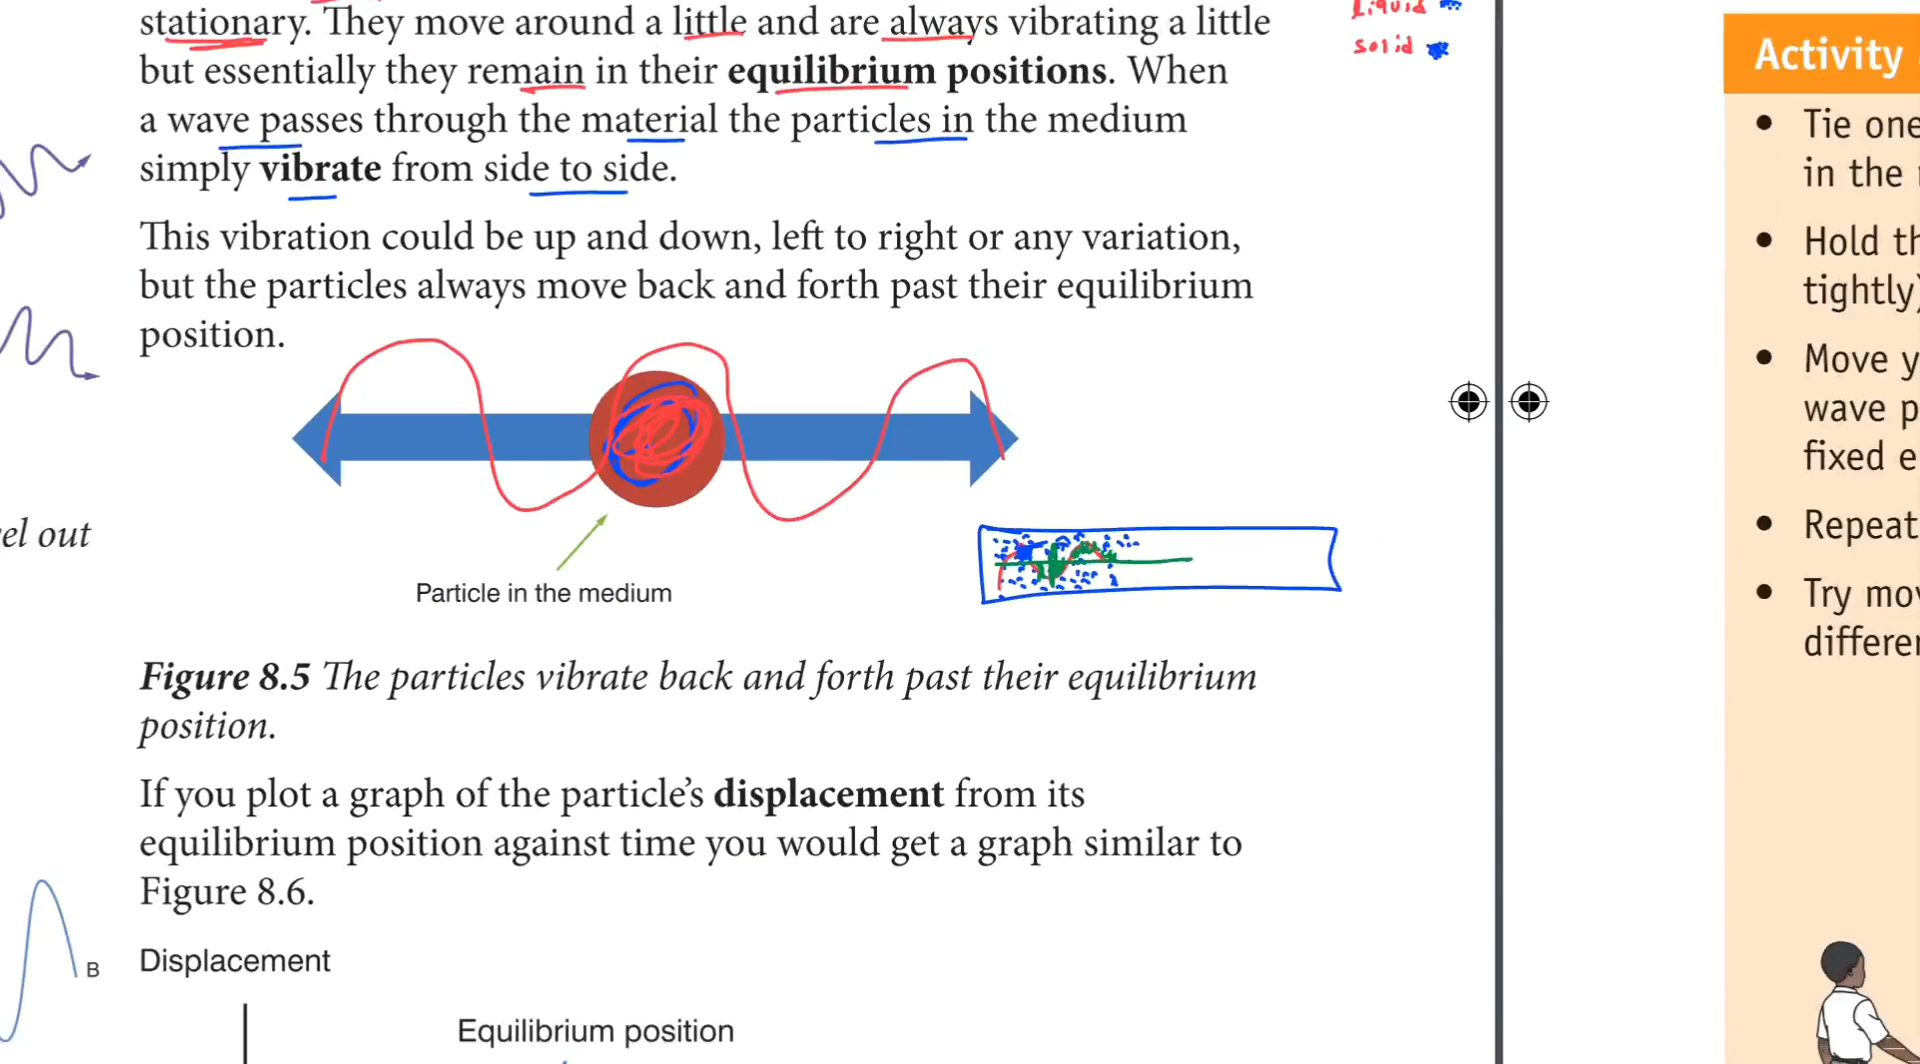 stationary. They move around a little and are always vibrating a little
but essentially they remain in their equilibrium positions. When
a wave passes through the material the particles in the medium
simply vibrate from side to side.
This vibration could be up and down, left to right or any variation,
but the particles always move back and forth past their equilibrium
position.
Particle in the medium
Figure 8.5 The particles vibrate back and forth past their equilibrium
position.
If you plot a graph of the particle's displacement from its
equilibrium position against time you would get a graph similar to
Figure 8.6.
Displacement
Equilibrium position
el out
B
liquid
solid
Activity
Tie one
in the
Hold th
tightly)
Move y
wave p
fixed e
Repeat
Try mov
differen